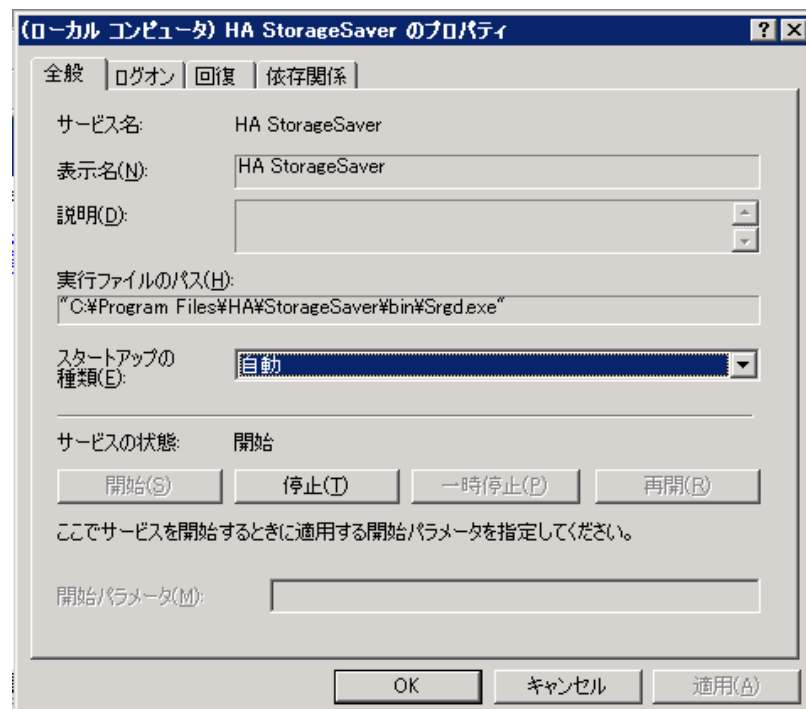 (ローカル コンピュータ) HA StorageSaver のプロパティ
全般 ログオン 回復 依存関係
サービス名: HA StorageSaver
表示名(N): HA StorageSaver
説明(D):
実行ファイルのパス(H):
"C:¥Program Files¥HA¥StorageSaver¥bin¥Srgd.exe"
スタートアップの
種類(E): 自動
サービスの状態: 開始
開始(S) 停止(T) 一時停止(P) 再開(R)
ここでサービスを開始するときに適用する開始パラメータを指定してください。
開始パラメータ(M):
OK キャンセル 適用(A)